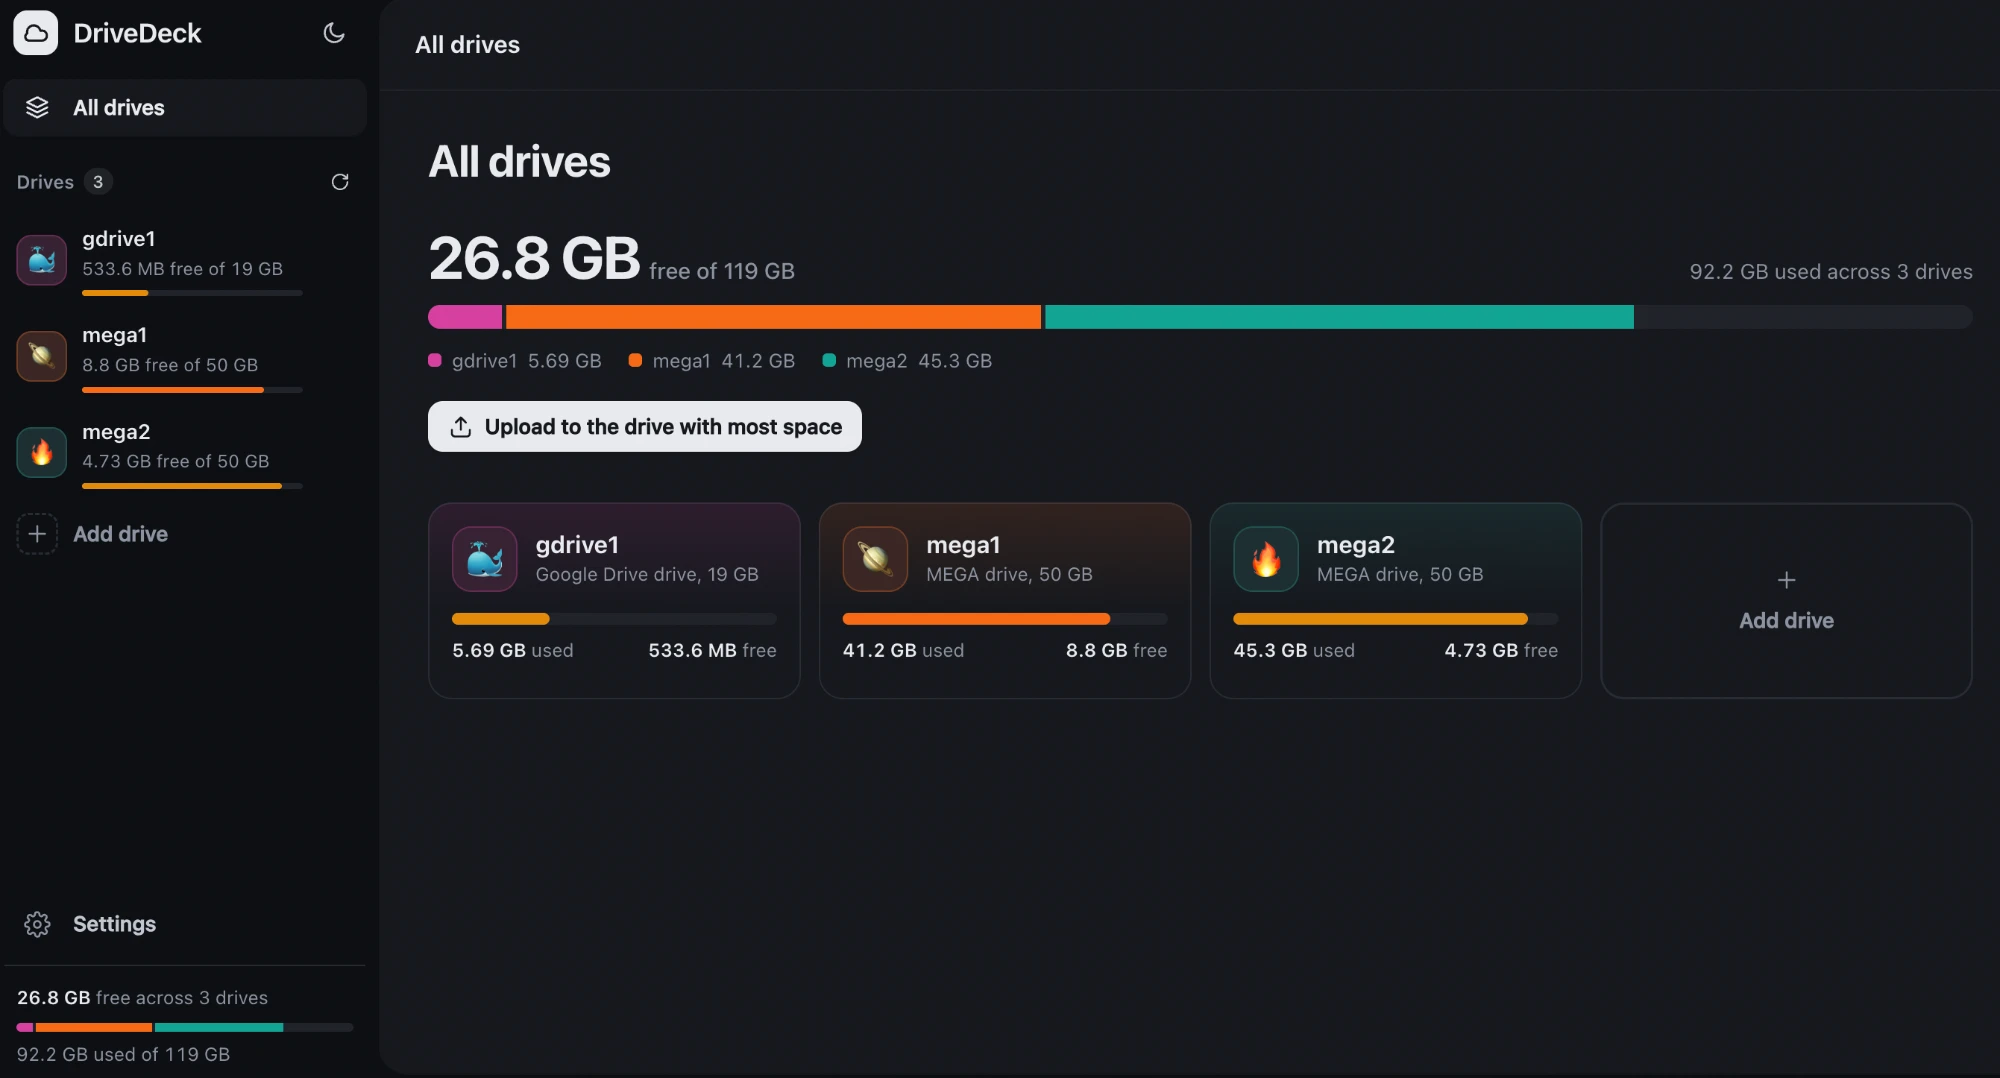 DriveDeck
All drives
Drives 3
gdrive1
533.6 MB free of 19 GB
mega1
8.8 GB free of 50 GB
mega2
4.73 GB free of 50 GB
Add drive
Settings
26.8 GB free across 3 drives
92.2 GB used of 119 GB
All drives
All drives
26.8 GB free of 119 GB
92.2 GB used across 3 drives
gdrive1 5.69 GB mega1 41.2 GB mega2 45.3 GB
Upload to the drive with most space
gdrive1
Google Drive drive, 19 GB
5.69 GB used 533.6 MB free
mega1
MEGA drive, 50 GB
41.2 GB used 8.8 GB free
mega2
MEGA drive, 50 GB
45.3 GB used 4.73 GB free
Add drive